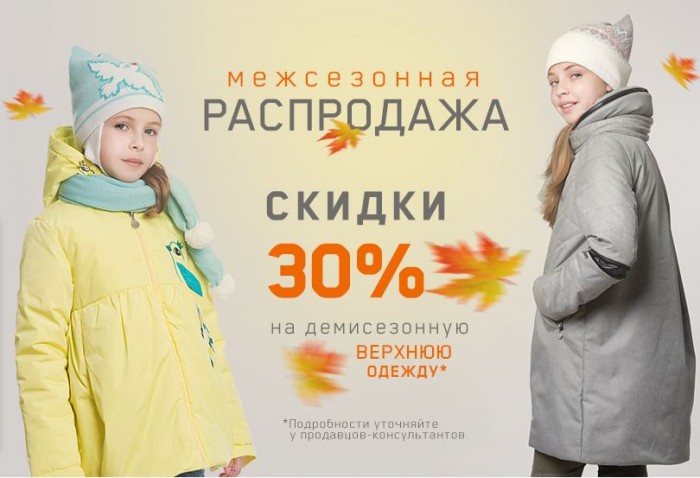 межсезонная
РАСПРОДАЖА
СКИДКИ
30%
на демисезонную
ВЕРХНЮЮ
ОДЕЖДУ*
*Подробности уточняйте
у продавцов-консультантов